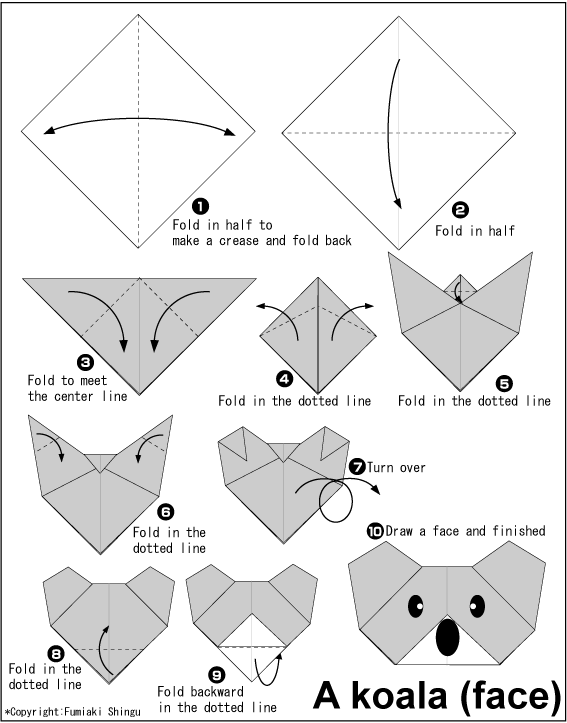 1
Fold in half to
make a crease and fold back
2
Fold in half
3
Fold to meet
the center line
4
Fold in the dotted line
5
Fold in the dotted line
6
Fold in the
dotted line
7 Turn over
8
Fold in the
dotted line
9
Fold backward
in the dotted line
10 Draw a face and finished
*Copyright:Fumiaki Shingu
A koala (face)